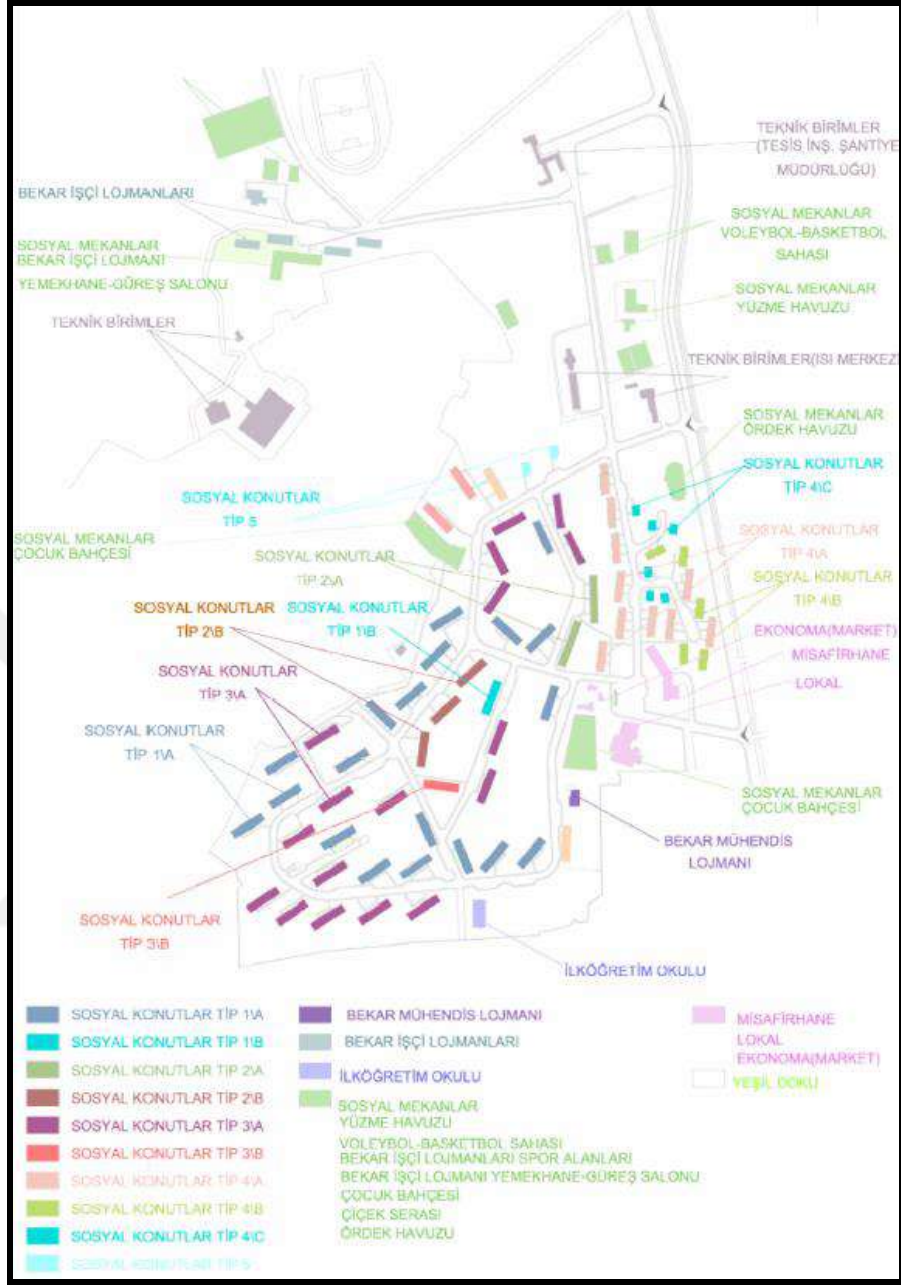 TEKNİK BİRİMLER
(TESİS İNŞ. ŞANTİYE
MÜDÜRLÜĞÜ)
BEKAR İŞÇİ LOJMANLARI
SOSYAL MEKANLAR
VOLEYBOL-BASKETBOL
SAHASI
SOSYAL MEKANLAR
BEKAR İŞÇİ LOJMANI
YEMEKHANE-GÜREŞ SALONU
SOSYAL MEKANLAR
YÜZME HAVUZU
TEKNİK BİRİMLER
TEKNİK BİRİMLER(ISI MERKEZİ
SOSYAL MEKANLAR
ÖRDEK HAVUZU
SOSYAL KONUTLAR
TİP 4\C
SOSYAL KONUTLAR
TİP 5
SOSYAL MEKANLAR
ÇOCUK BAHÇESİ
SOSYAL KONUTLAR
TİP 4\A
SOSYAL KONUTLAR
TİP 2\A
SOSYAL KONUTLAR
TİP 4\B
SOSYAL KONUTLAR
TİP 2\B
SOSYAL KONUTLAR
TİP 1\B
EKONOMA(MARKET)
MİSAFİRHANE
LOKAL
SOSYAL KONUTLAR
TİP 3\A
SOSYAL KONUTLAR
TİP 1\A
SOSYAL MEKANLAR
ÇOCUK BAHÇESİ
BEKAR MÜHENDİS
LOJMANI
SOSYAL KONUTLAR
TİP 3\B
İLKÖĞRETİM OKULU
SOSYAL KONUTLAR TİP 1\A
SOSYAL KONUTLAR TİP 1\B
SOSYAL KONUTLAR TİP 2\A
SOSYAL KONUTLAR TİP 2\B
SOSYAL KONUTLAR TİP 3\A
SOSYAL KONUTLAR TİP 3\B
SOSYAL KONUTLAR TİP 4\A
SOSYAL KONUTLAR TİP 4\B
SOSYAL KONUTLAR TİP 4\C
SOSYAL KONUTLAR TİP 5
BEKAR MÜHENDİS LOJMANI
BEKAR İŞÇİ LOJMANLARI
İLKÖĞRETİM OKULU
SOSYAL MEKANLAR
YÜZME HAVUZU
VOLEYBOL-BASKETBOL SAHASI
BEKAR İŞÇİ LOJMANLARI SPOR ALANLARI
BEKAR İŞÇİ LOJMANI YEMEKHANE-GÜREŞ SALONU
ÇOCUK BAHÇESİ
ÇİÇEK SERASI
ÖRDEK HAVUZU
MİSAFİRHANE
LOKAL
EKONOMA(MARKET)
YEŞİL DOKU